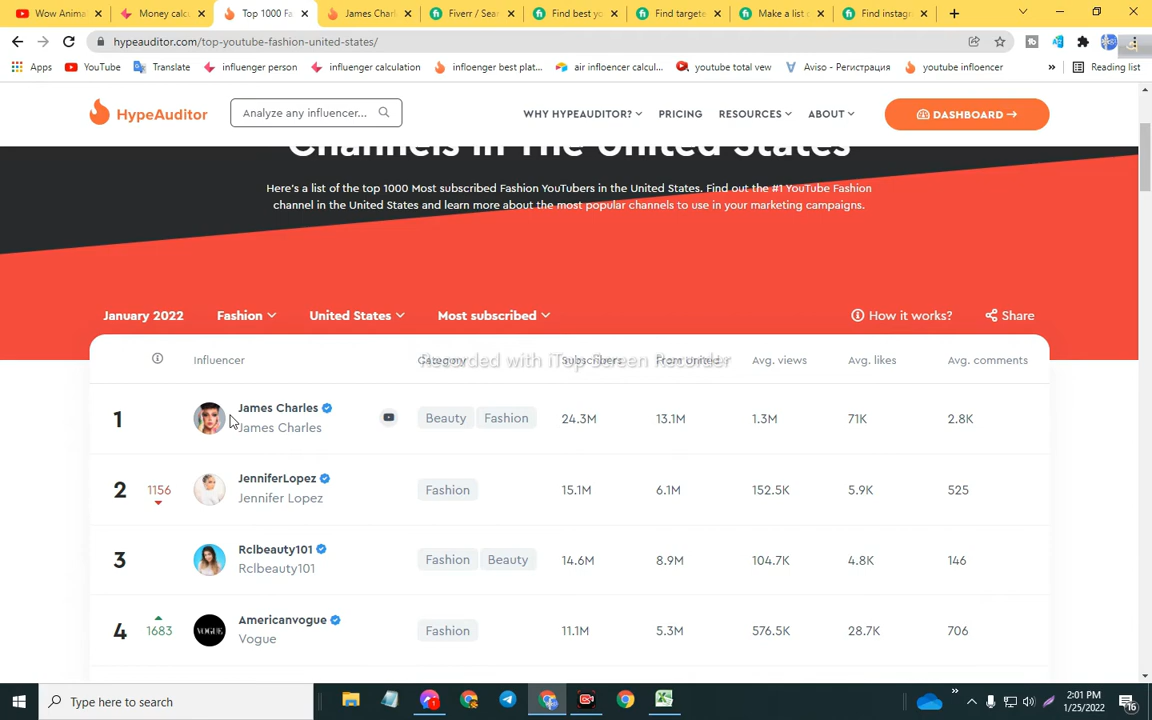 Wow Anima
Money calc
Top 1000 Fa
James Charl
Fiverr / Sear
Find best yo
Find targete
Make a list o
Find instag
hypeauditor.com/top-youtube-fashion-united-states/
Apps
YouTube
Translate
influenger person
influenger calculation
infloenger best plat...
air infloencer calcul...
youtube total vew
Aviso - Регистрация
youtube infloencer
»
Reading list
HypeAuditor
Analyze any influencer...
WHY HYPEAUDITOR?
PRICING
RESOURCES
ABOUT
DASHBOARD →
Channels in The United States
Here's a list of the top 1000 Most subscribed Fashion YouTubers in the United States. Find out the #1 YouTube Fashion
channel in the United States and learn more about the most popular channels to use in your marketing campaigns.
January 2022
Fashion
United States
Most subscribed
How it works?
Share
Influencer
Category
Subscribers
From United...
Avg. views
Avg. likes
Avg. comments
Recorded with iTop Screen Recorder
1
James Charles
James Charles
Beauty
Fashion
24.3M
13.1M
1.3M
71K
2.8K
2
1156
JenniferLopez
Jennifer Lopez
Fashion
15.1M
6.1M
152.5K
5.9K
525
3
Rclbeauty101
Rclbeauty101
Fashion
Beauty
14.6M
8.9M
104.7K
4.8K
146
4
1683
VOGUE
Americanvogue
Vogue
Fashion
11.1M
5.3M
576.5K
28.7K
706
Type here to search
»
2:01 PM
1/25/2022
16